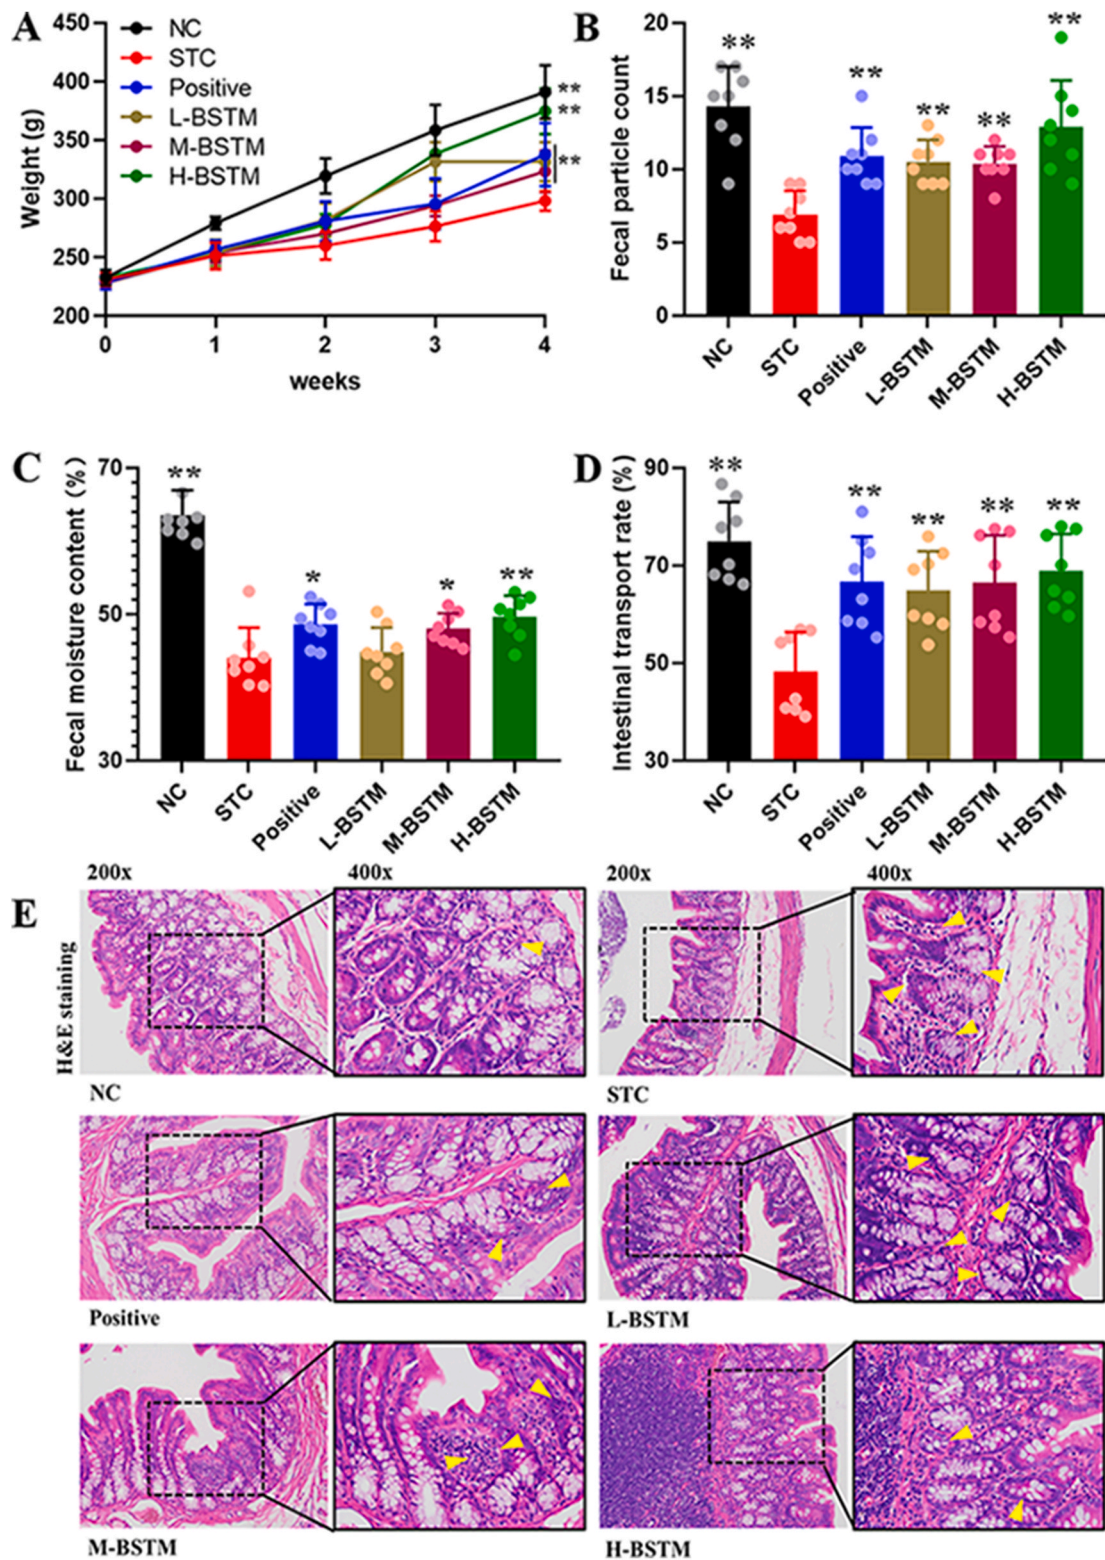 A
Weight (g)
450
400
350
300
250
200
0
1
2
3
4
weeks
NC
STC
Positive
L-BSTM
M-BSTM
H-BSTM
**
**
**
B
Fecal particle count
20
15
10
5
0
**
**
**
**
**
NC
STC
Positive
L-BSTM
M-BSTM
H-BSTM
C
Fecal moisture content (%)
70
50
30
**
*
*
**
NC
STC
Positive
L-BSTM
M-BSTM
H-BSTM
D
Intestinal transport rate (%)
90
70
50
30
**
**
**
**
**
NC
STC
Positive
L-BSTM
M-BSTM
H-BSTM
E
200x
400x
200x
400x
H&E staining
NC
STC
Positive
L-BSTM
M-BSTM
H-BSTM